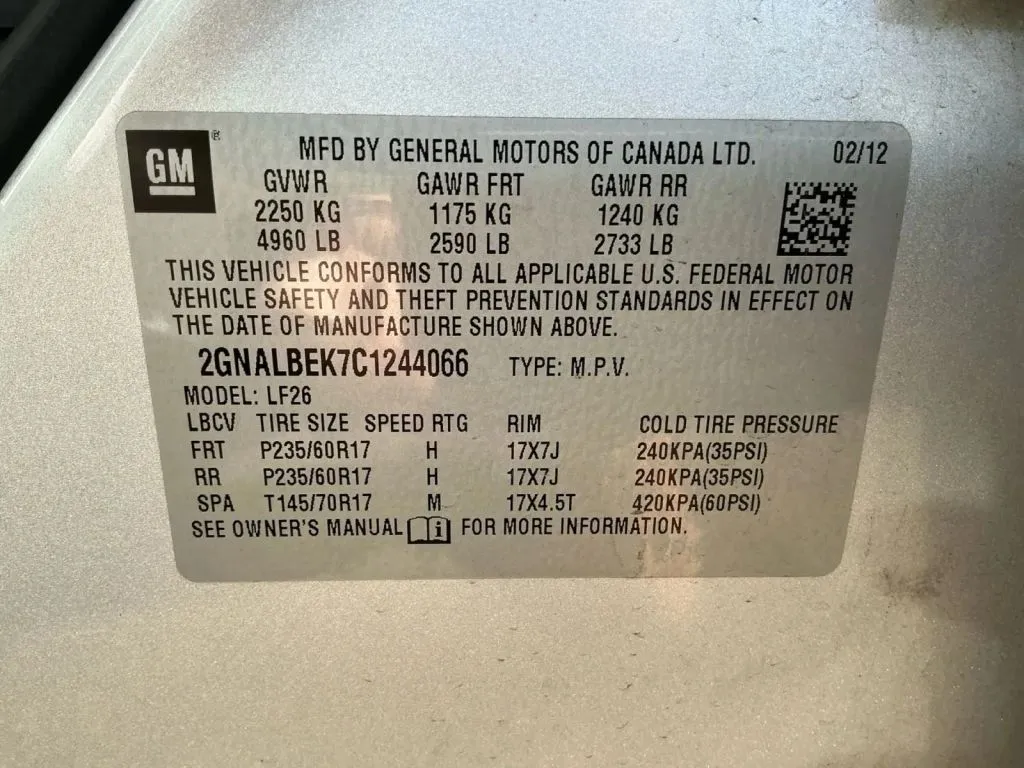 GM ® MFD BY GENERAL MOTORS OF CANADA LTD. 02/12
GVWR GAWR FRT GAWR RR
2250 KG 1175 KG 1240 KG
4960 LB 2590 LB 2733 LB
THIS VEHICLE CONFORMS TO ALL APPLICABLE U.S. FEDERAL MOTOR
VEHICLE SAFETY AND THEFT PREVENTION STANDARDS IN EFFECT ON
THE DATE OF MANUFACTURE SHOWN ABOVE.
2GNALBEK7C1244066 TYPE: M.P.V.
MODEL: LF26
LBCV TIRE SIZE SPEED RTG RIM COLD TIRE PRESSURE
FRT P235/60R17 H 17X7J 240KPA(35PSI)
RR P235/60R17 H 17X7J 240KPA(35PSI)
SPA T145/70R17 M 17X4.5T 420KPA(60PSI)
SEE OWNER'S MANUAL i FOR MORE INFORMATION.